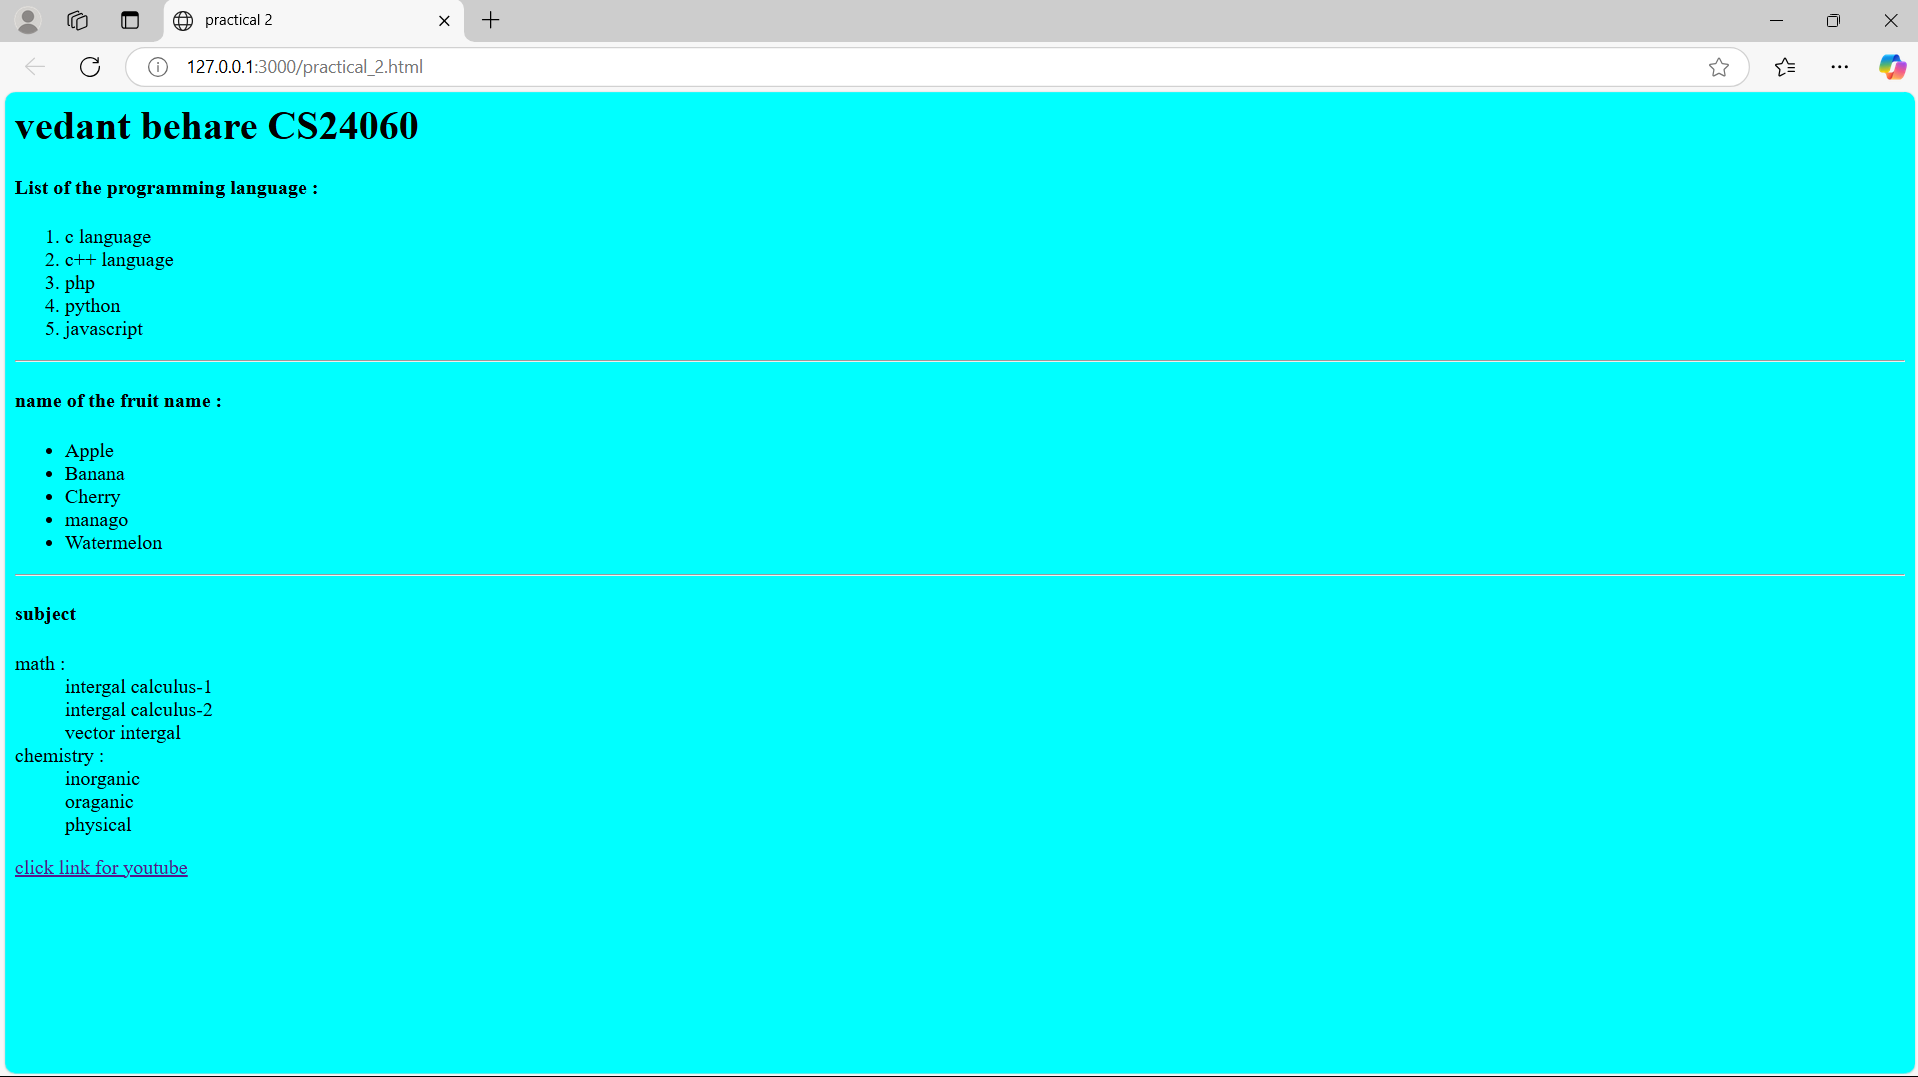 practical 2
127.0.0.1:3000/practical_2.html
vedant behare CS24060
List of the programming language :
1. c language
2. c++ language
3. php
4. python
5. javascript
name of the fruit name :
• Apple
• Banana
• Cherry
• manago
• Watermelon
subject
math :
intergal calculus-1
intergal calculus-2
vector intergal
chemistry :
inorganic
oraganic
physical
click link for youtube